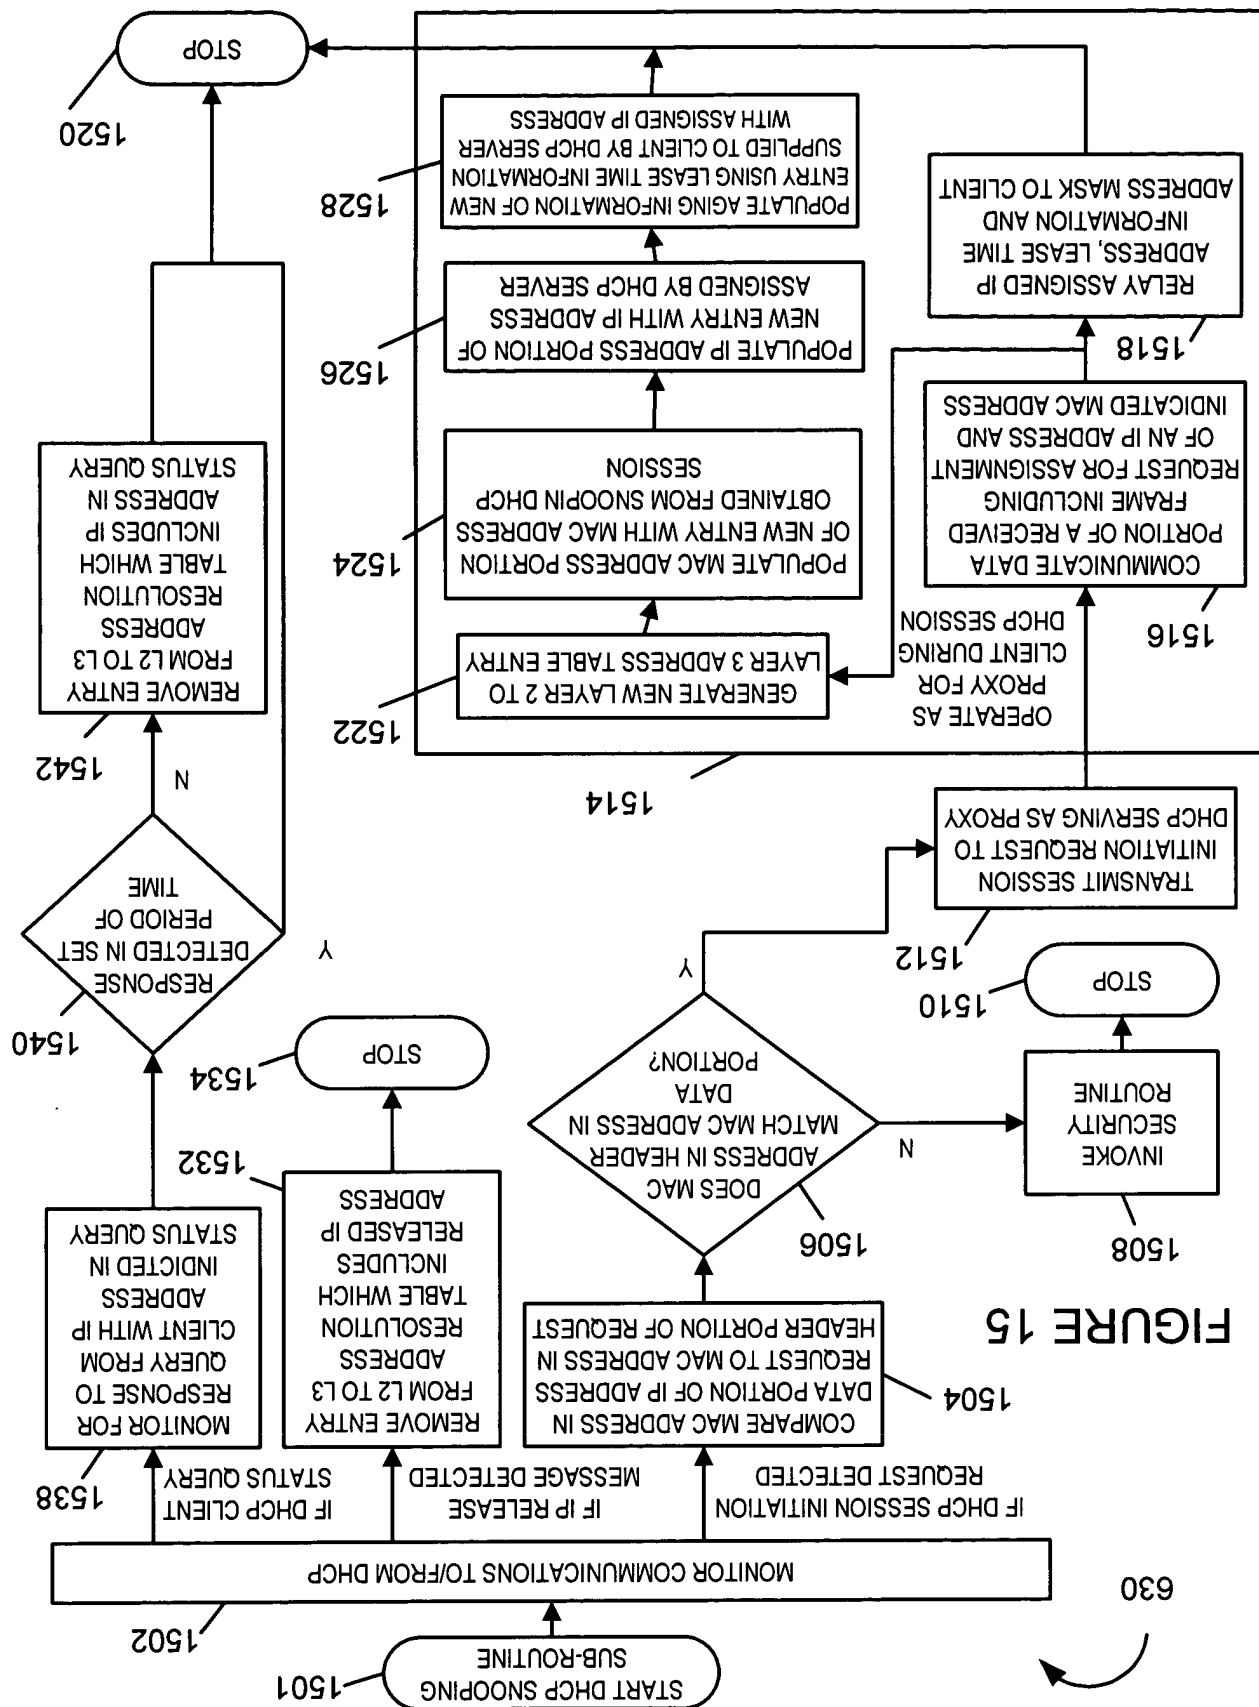 630
START DHCP SNOOPING
SUB-ROUTINE
1501
MONITOR COMMUNICATIONS TO/FROM DHCP
1502
IF DHCP SESSION INITIATION
REQUEST DETECTED
IF IP RELEASE
MESSAGE DETECTED
IF DHCP CLIENT
STATUS QUERY
COMPARE MAC ADDRESS IN
DATA PORTION OF IP ADDRESS
REQUEST TO MAC ADDRESS IN
HEADER PORTION OF REQUEST
1504
REMOVE ENTRY
FROM L2 TO L3
ADDRESS
RESOLUTION
TABLE WHICH
INCLUDES
RELEASED IP
ADDRESS
1532
MONITOR FOR
RESPONSE TO
QUERY FROM
CLIENT WITH IP
ADDRESS
INDICTED IN
STATUS QUERY
1538
FIGURE 15
DOES MAC
ADDRESS IN HEADER
MATCH MAC ADDRESS IN
DATA
PORTION?
1506
N
Y
INVOKE
SECURITY
ROUTINE
1508
STOP
1510
STOP
1534
RESPONSE
DETECTED IN SET
PERIOD OF
TIME
1540
Y
N
TRANSMIT SESSION
INITIATION REQUEST TO
DHCP SERVING AS PROXY
1512
1514
OPERATE AS
PROXY FOR
CLIENT DURING
DHCP SESSION
COMMUNICATE DATA
PORTION OF A RECEIVED
FRAME INCLUDING
REQUEST FOR ASSIGNMENT
OF AN IP ADDRESS AND
INDICATED MAC ADDRESS
1516
RELAY ASSIGNED IP
ADDRESS, LEASE TIME
INFORMATION AND
ADDRESS MASK TO CLIENT
1518
GENERATE NEW LAYER 2 TO
LAYER 3 ADDRESS TABLE ENTRY
1522
POPULATE MAC ADDRESS PORTION
OF NEW ENTRY WITH MAC ADDRESS
OBTAINED FROM SNOOPIN DHCP
SESSION
1524
POPULATE IP ADDRESS PORTION OF
NEW ENTRY WITH IP ADDRESS
ASSIGNED BY DHCP SERVER
1526
POPULATE AGING INFORMATION OF NEW
ENTRY USING LEASE TIME INFORMATION
SUPPLIED TO CLIENT BY DHCP SERVER
WITH ASSIGNED IP ADDRESS
1528
REMOVE ENTRY
FROM L2 TO L3
ADDRESS
RESOLUTION
TABLE WHICH
INCLUDES IP
ADDRESS IN
STATUS QUERY
1542
STOP
1520